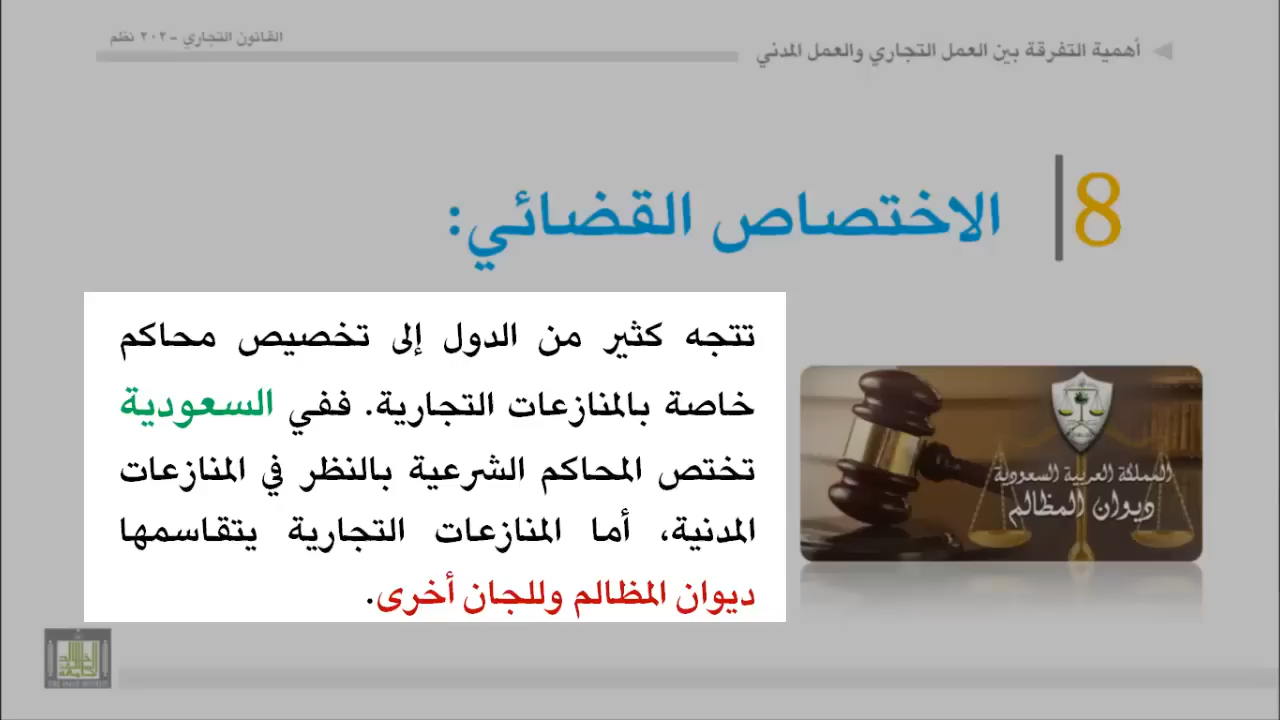 أهمية التفرقة بين العمل التجاري والعمل المدني
القانون التجاري -٢٠٢ نظم
8
الاختصاص القضائي:
تتجه كثير من الدول إلى تخصيص محاكم
خاصة بالمنازعات التجارية. ففي السعودية
تختص المحاكم الشرعية بالنظر في المنازعات
المدنية، أما المنازعات التجارية يتقاسمها
ديوان المظالم وللجان أخرى.
المملكة العربية السعودية
ديوان المظالم